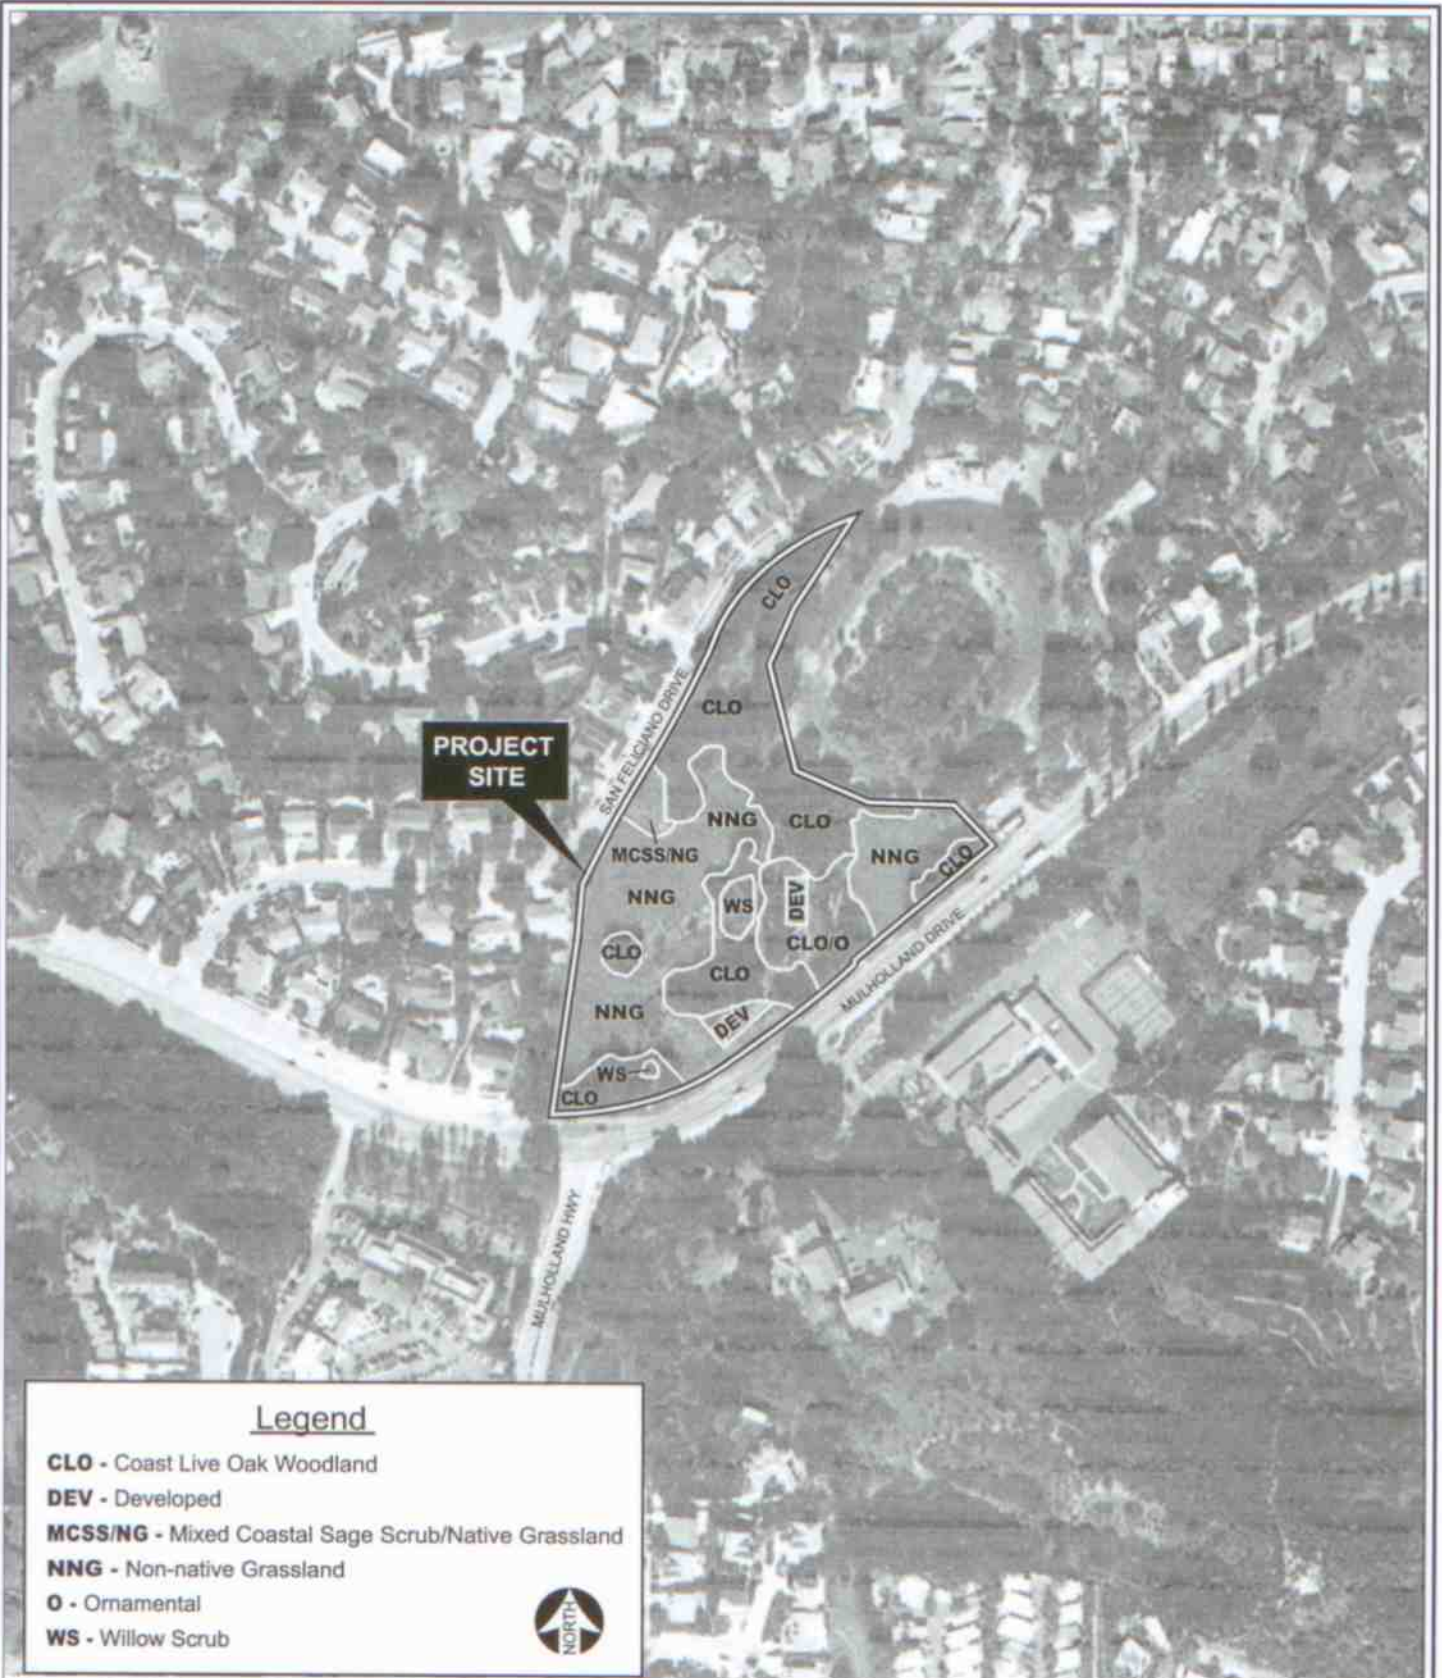 CLO
SAN FELICIANO DRIVE
CLO
PROJECT
SITE
NNG
CLO
MCSS/NG
NNG
CLO
NNG
WS
DEV
CLO
CLO/O
CLO
MULHOLLAND DRIVE
NNG
DEV
WS
CLO
MULHOLLAND HWY
Legend
CLO - Coast Live Oak Woodland
DEV - Developed
MCSS/NG - Mixed Coastal Sage Scrub/Native Grassland
NNG - Non-native Grassland
O - Ornamental
WS - Willow Scrub
NORTH